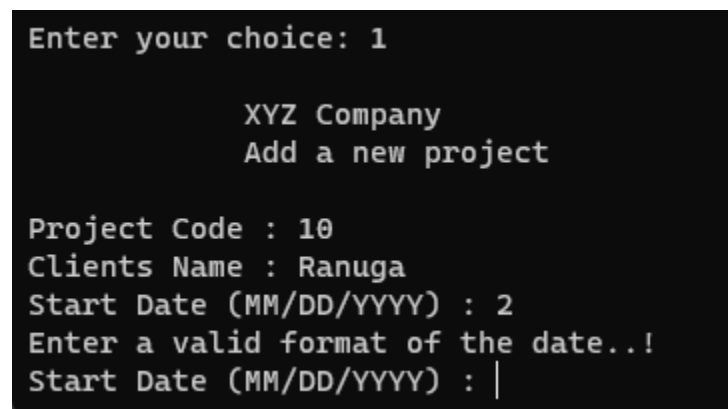 Enter your choice: 1
XYZ Company
Add a new project
Project Code : 10
Clients Name : Ranuga
Start Date (MM/DD/YYYY) : 2
Enter a valid format of the date..!
Start Date (MM/DD/YYYY) :